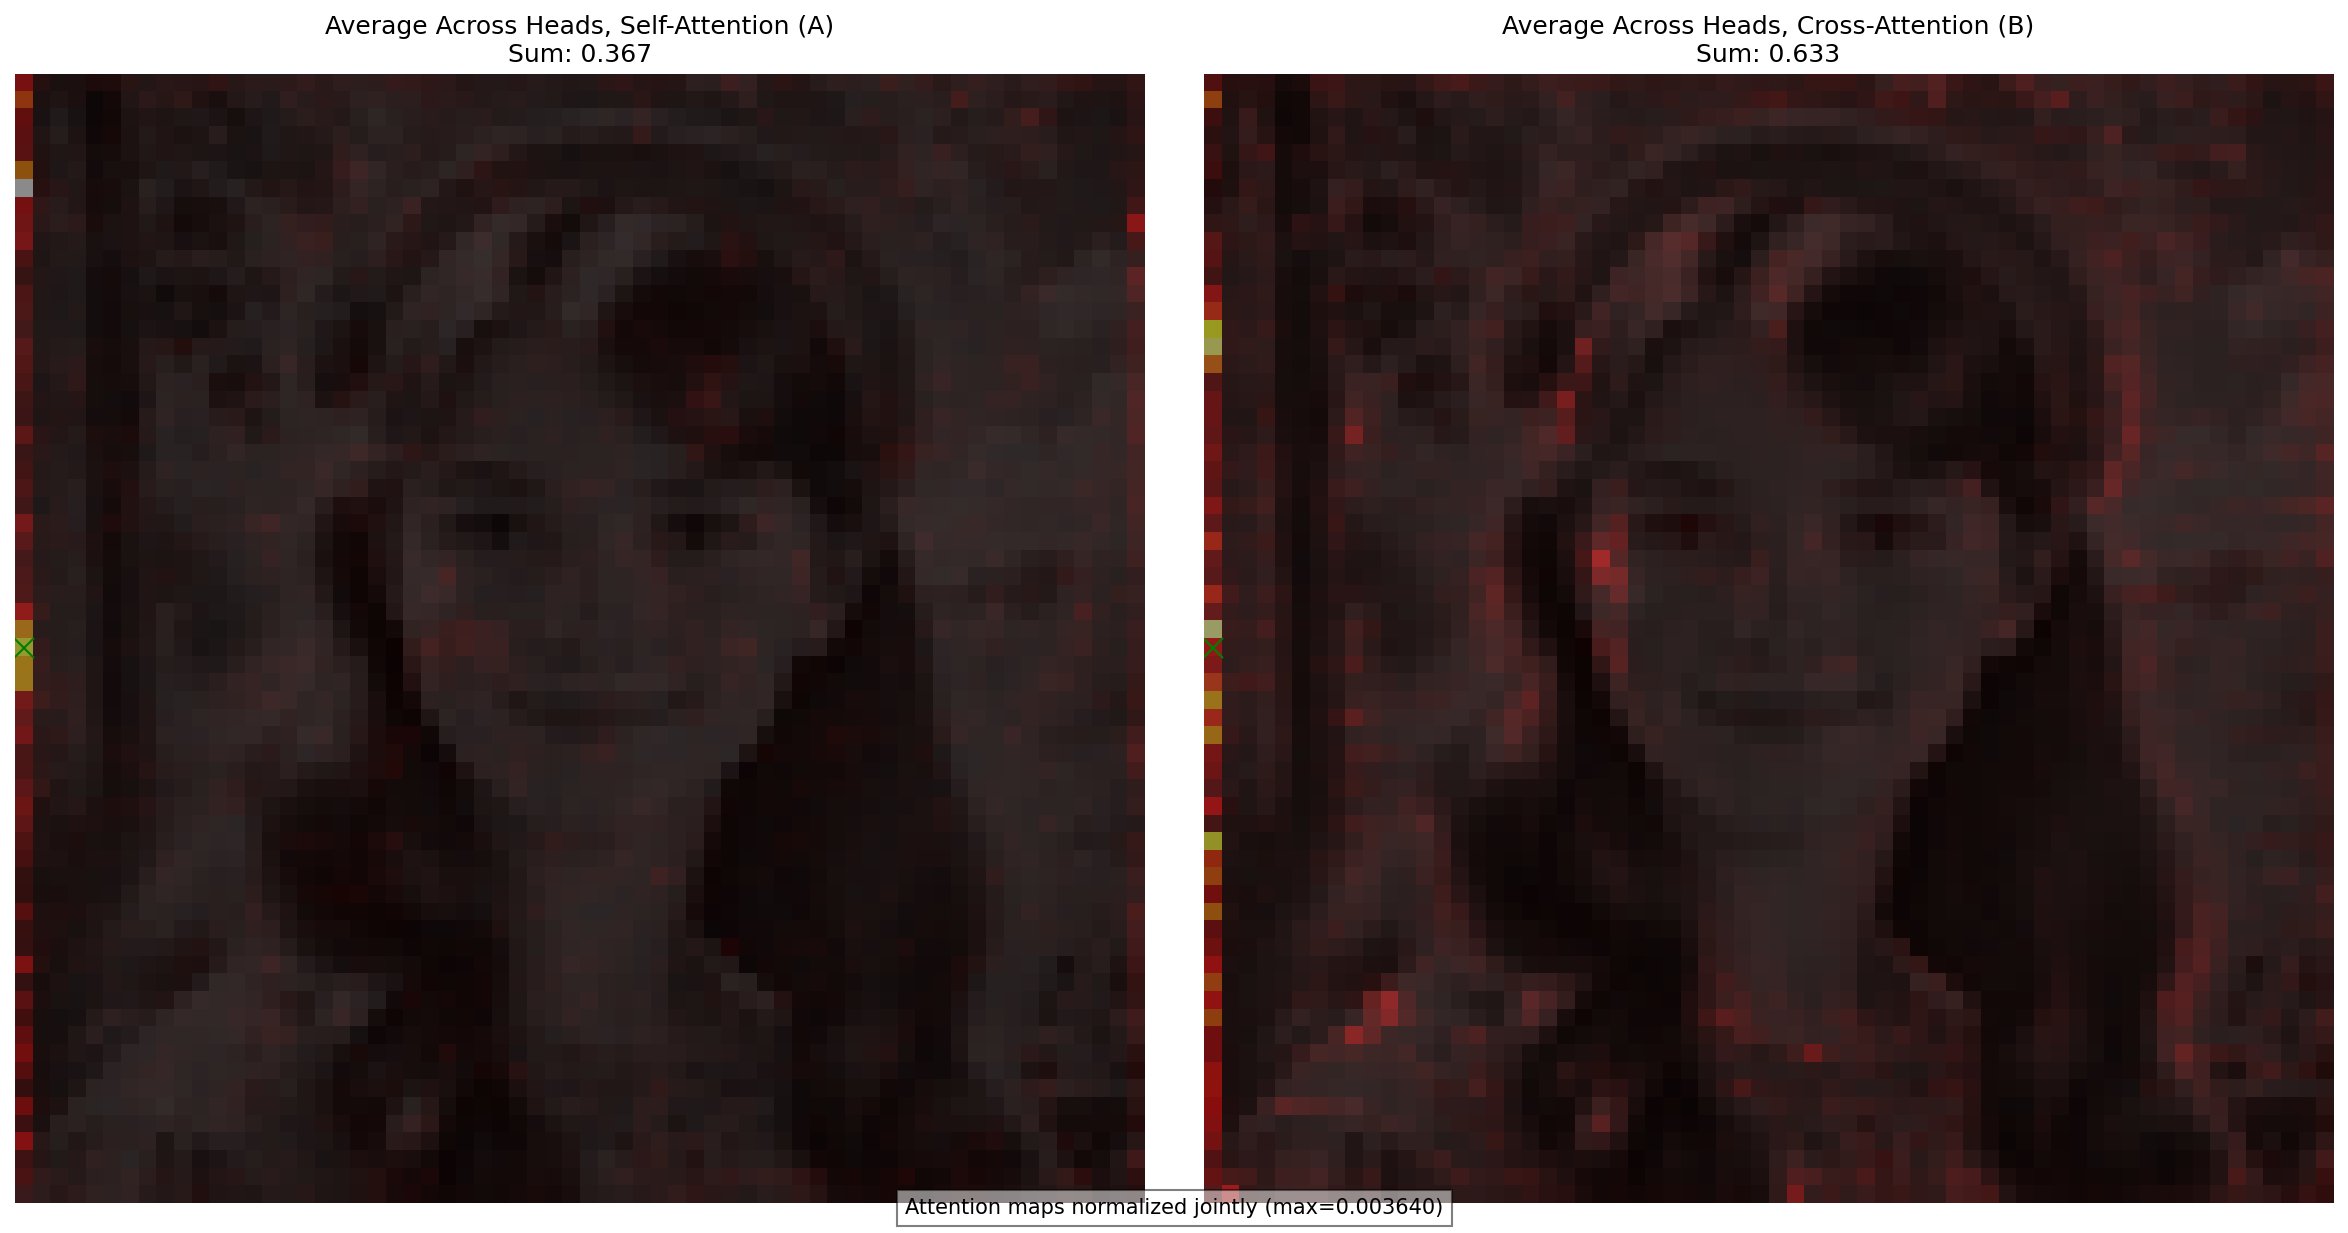 Average Across Heads, Self-Attention (A)
Sum: 0.367
Average Across Heads, Cross-Attention (B)
Sum: 0.633
Attention maps normalized jointly (max=0.003640)